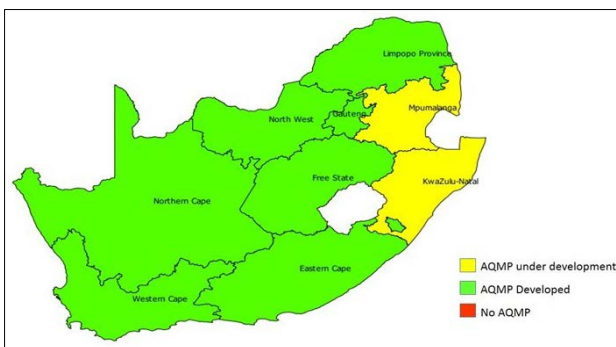 Limpopo Province
Mpumalanga
North West
Gauteng
KwaZulu-Natal
Free State
Northern Cape
Eastern Cape
Western Cape
AQMP under development
AQMP Developed
No AQMP